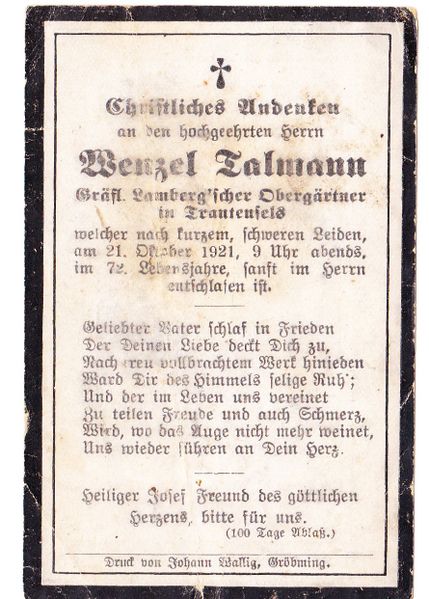 Christliches Andenken
an den hochgeehrten Herrn
Wenzel Talmann
Gräfl. Lamberg'scher Obergärtner
in Trautenfels
welcher nach kurzem, schweren Leiden,
am 21. Oktober 1921, 9 Uhr abends,
im 72. Lebensjahre, sanft im Herrn
entschlafen ist.
Geliebter Vater schlaf in Frieden
Der Deinen Liebe deckt Dich zu,
Nach treu vollbrachtem Werk hinieden
Ward Dir des Himmels selige Ruh';
Und der im Leben uns vereinet
Zu teilen Freude und auch Schmerz,
Wird, wo das Auge nicht mehr weinet,
Uns wieder führen an Dein Herz.
Heiliger Josef Freund des göttlichen
Herzens, bitte für uns.
(100 Tage Ablaß.)
Druck von Johann Wallig, Gröbming.